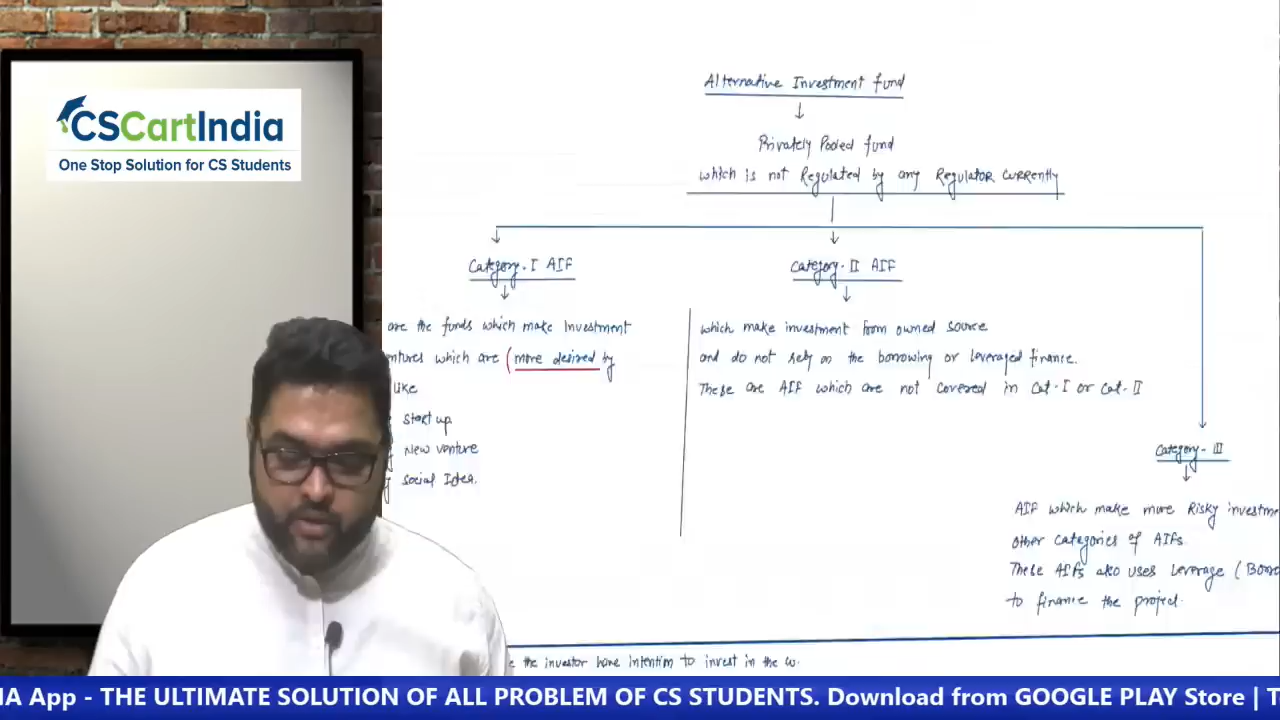 CSCartIndia
One Stop Solution for CS Students
Alternative Investment fund
Privately Pooled fund
which is not Regulated by any Regulator currently
Category-I AIF
are the funds which make Investment
ntures which are (more desired by
like
start up
New venture
social Idea.
Category-II AIF
which make investment from owned source
and do not rely on the borrowing or leveraged finance.
These are AIF which are not covered in Cat-I or Cat-II
Category-III
AIF which make more Risky investme
other categories of AIFs
These AIFs also uses Leverage (Borro
to finance the project.
the investor have intention to invest in the co.
IA App - THE ULTIMATE SOLUTION OF ALL PROBLEM OF CS STUDENTS. Download from GOOGLE PLAY Store | T